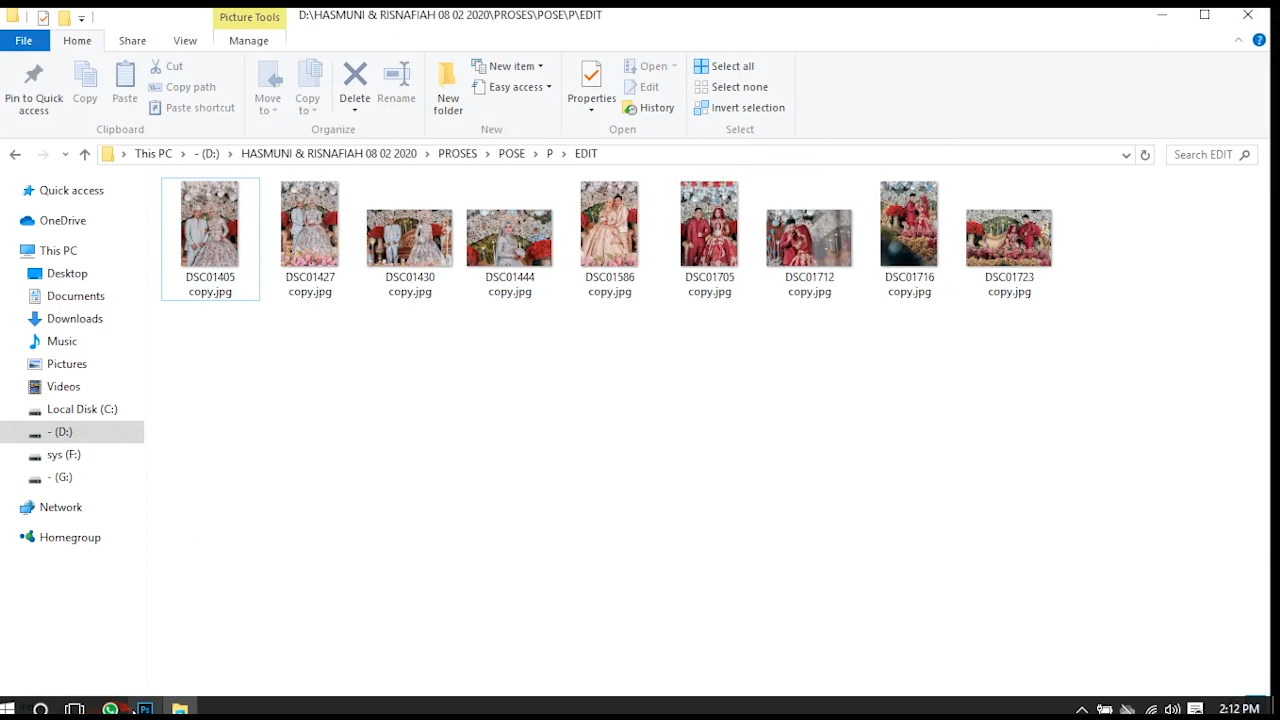 Picture Tools
D:\HASMUNI & RISNAFIAH 08 02 2020\PROSES\POSE\P\EDIT
File
Home
Share
View
Manage
Pin to Quick access
Copy
Paste
Cut
Copy path
Paste shortcut
Clipboard
Move to
Copy to
Delete
Rename
Organize
New folder
New item
Easy access
New
Properties
Open
Edit
History
Open
Select all
Select none
Invert selection
Select
This PC
- (D:)
HASMUNI & RISNAFIAH 08 02 2020
PROSES
POSE
P
EDIT
Search EDIT
Quick access
OneDrive
This PC
Desktop
Documents
Downloads
Music
Pictures
Videos
Local Disk (C:)
- (D:)
sys (F:)
- (G:)
Network
Homegroup
DSC01405 copy.jpg
DSC01427 copy.jpg
DSC01430 copy.jpg
DSC01444 copy.jpg
DSC01586 copy.jpg
DSC01705 copy.jpg
DSC01712 copy.jpg
DSC01716 copy.jpg
DSC01723 copy.jpg
Ps
2:12 PM